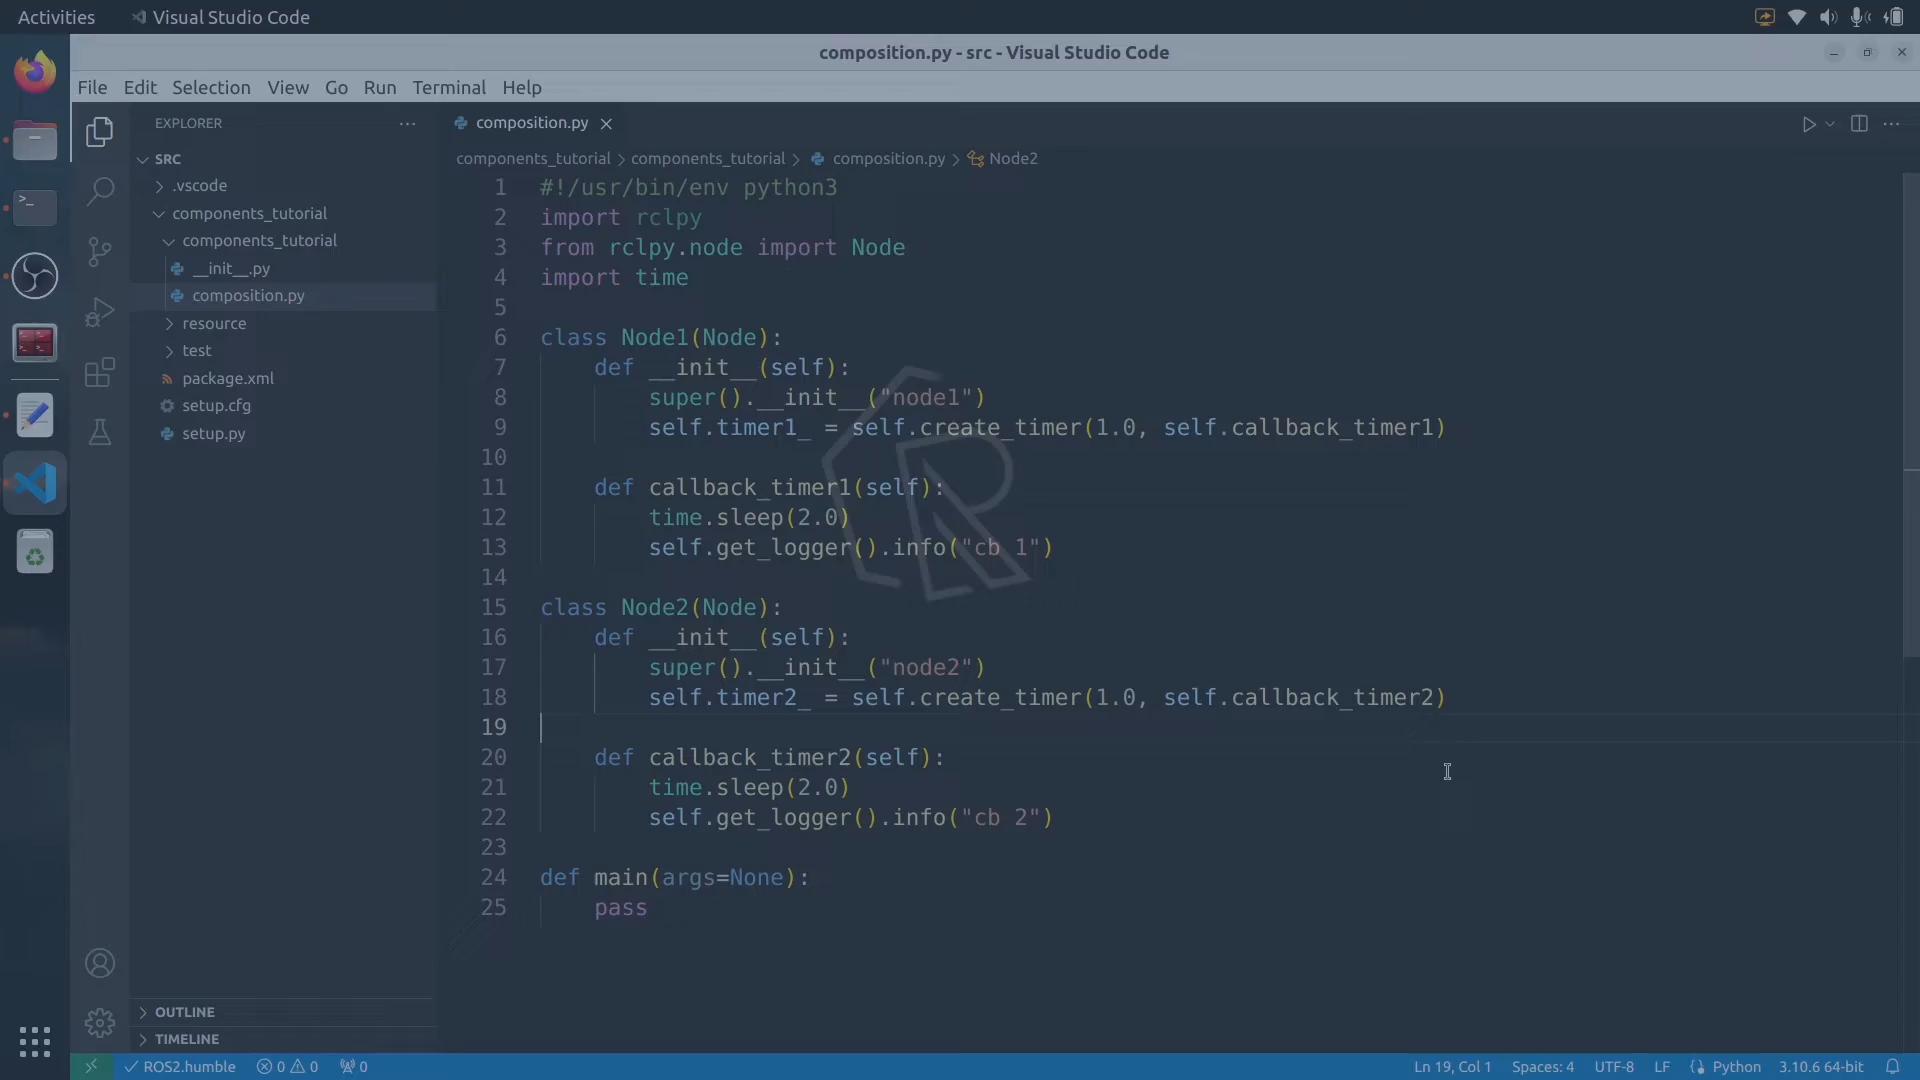 Activities
Visual Studio Code
composition.py - src - Visual Studio Code
File Edit Selection View Go Run Terminal Help
EXPLORER
SRC
.vscode
components_tutorial
components_tutorial
__init__.py
composition.py
resource
test
package.xml
setup.cfg
setup.py
OUTLINE
TIMELINE
composition.py
components_tutorial > components_tutorial > composition.py > Node2
1 #!/usr/bin/env python3
2 import rclpy
3 from rclpy.node import Node
4 import time
5
6 class Node1(Node):
7 def __init__(self):
8 super().__init__("node1")
9 self.timer1_ = self.create_timer(1.0, self.callback_timer1)
10
11 def callback_timer1(self):
12 time.sleep(2.0)
13 self.get_logger().info("cb 1")
14
15 class Node2(Node):
16 def __init__(self):
17 super().__init__("node2")
18 self.timer2_ = self.create_timer(1.0, self.callback_timer2)
19
20 def callback_timer2(self):
21 time.sleep(2.0)
22 self.get_logger().info("cb 2")
23
24 def main(args=None):
25 pass
ROS2.humble 0 0 0 Ln 19, Col 1 Spaces: 4 UTF-8 LF Python 3.10.6 64-bit